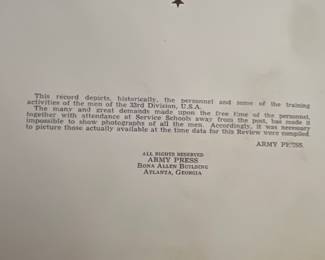 This record depicts, historically, the personnel and some of the training
activities of the men of the 33rd Division, U.S.A.
The many and great demands made upon the free time of the personnel,
together with attendance at Service Schools away from the post, has made it
impossible to show photographs of all the men. Accordingly, it was necessary
to picture those actually available at the time data for this Review were compiled.
ARMY PRESS.
ALL RIGHTS RESERVED
ARMY PRESS
BONA ALLEN BUILDING
ATLANTA, GEORGIA